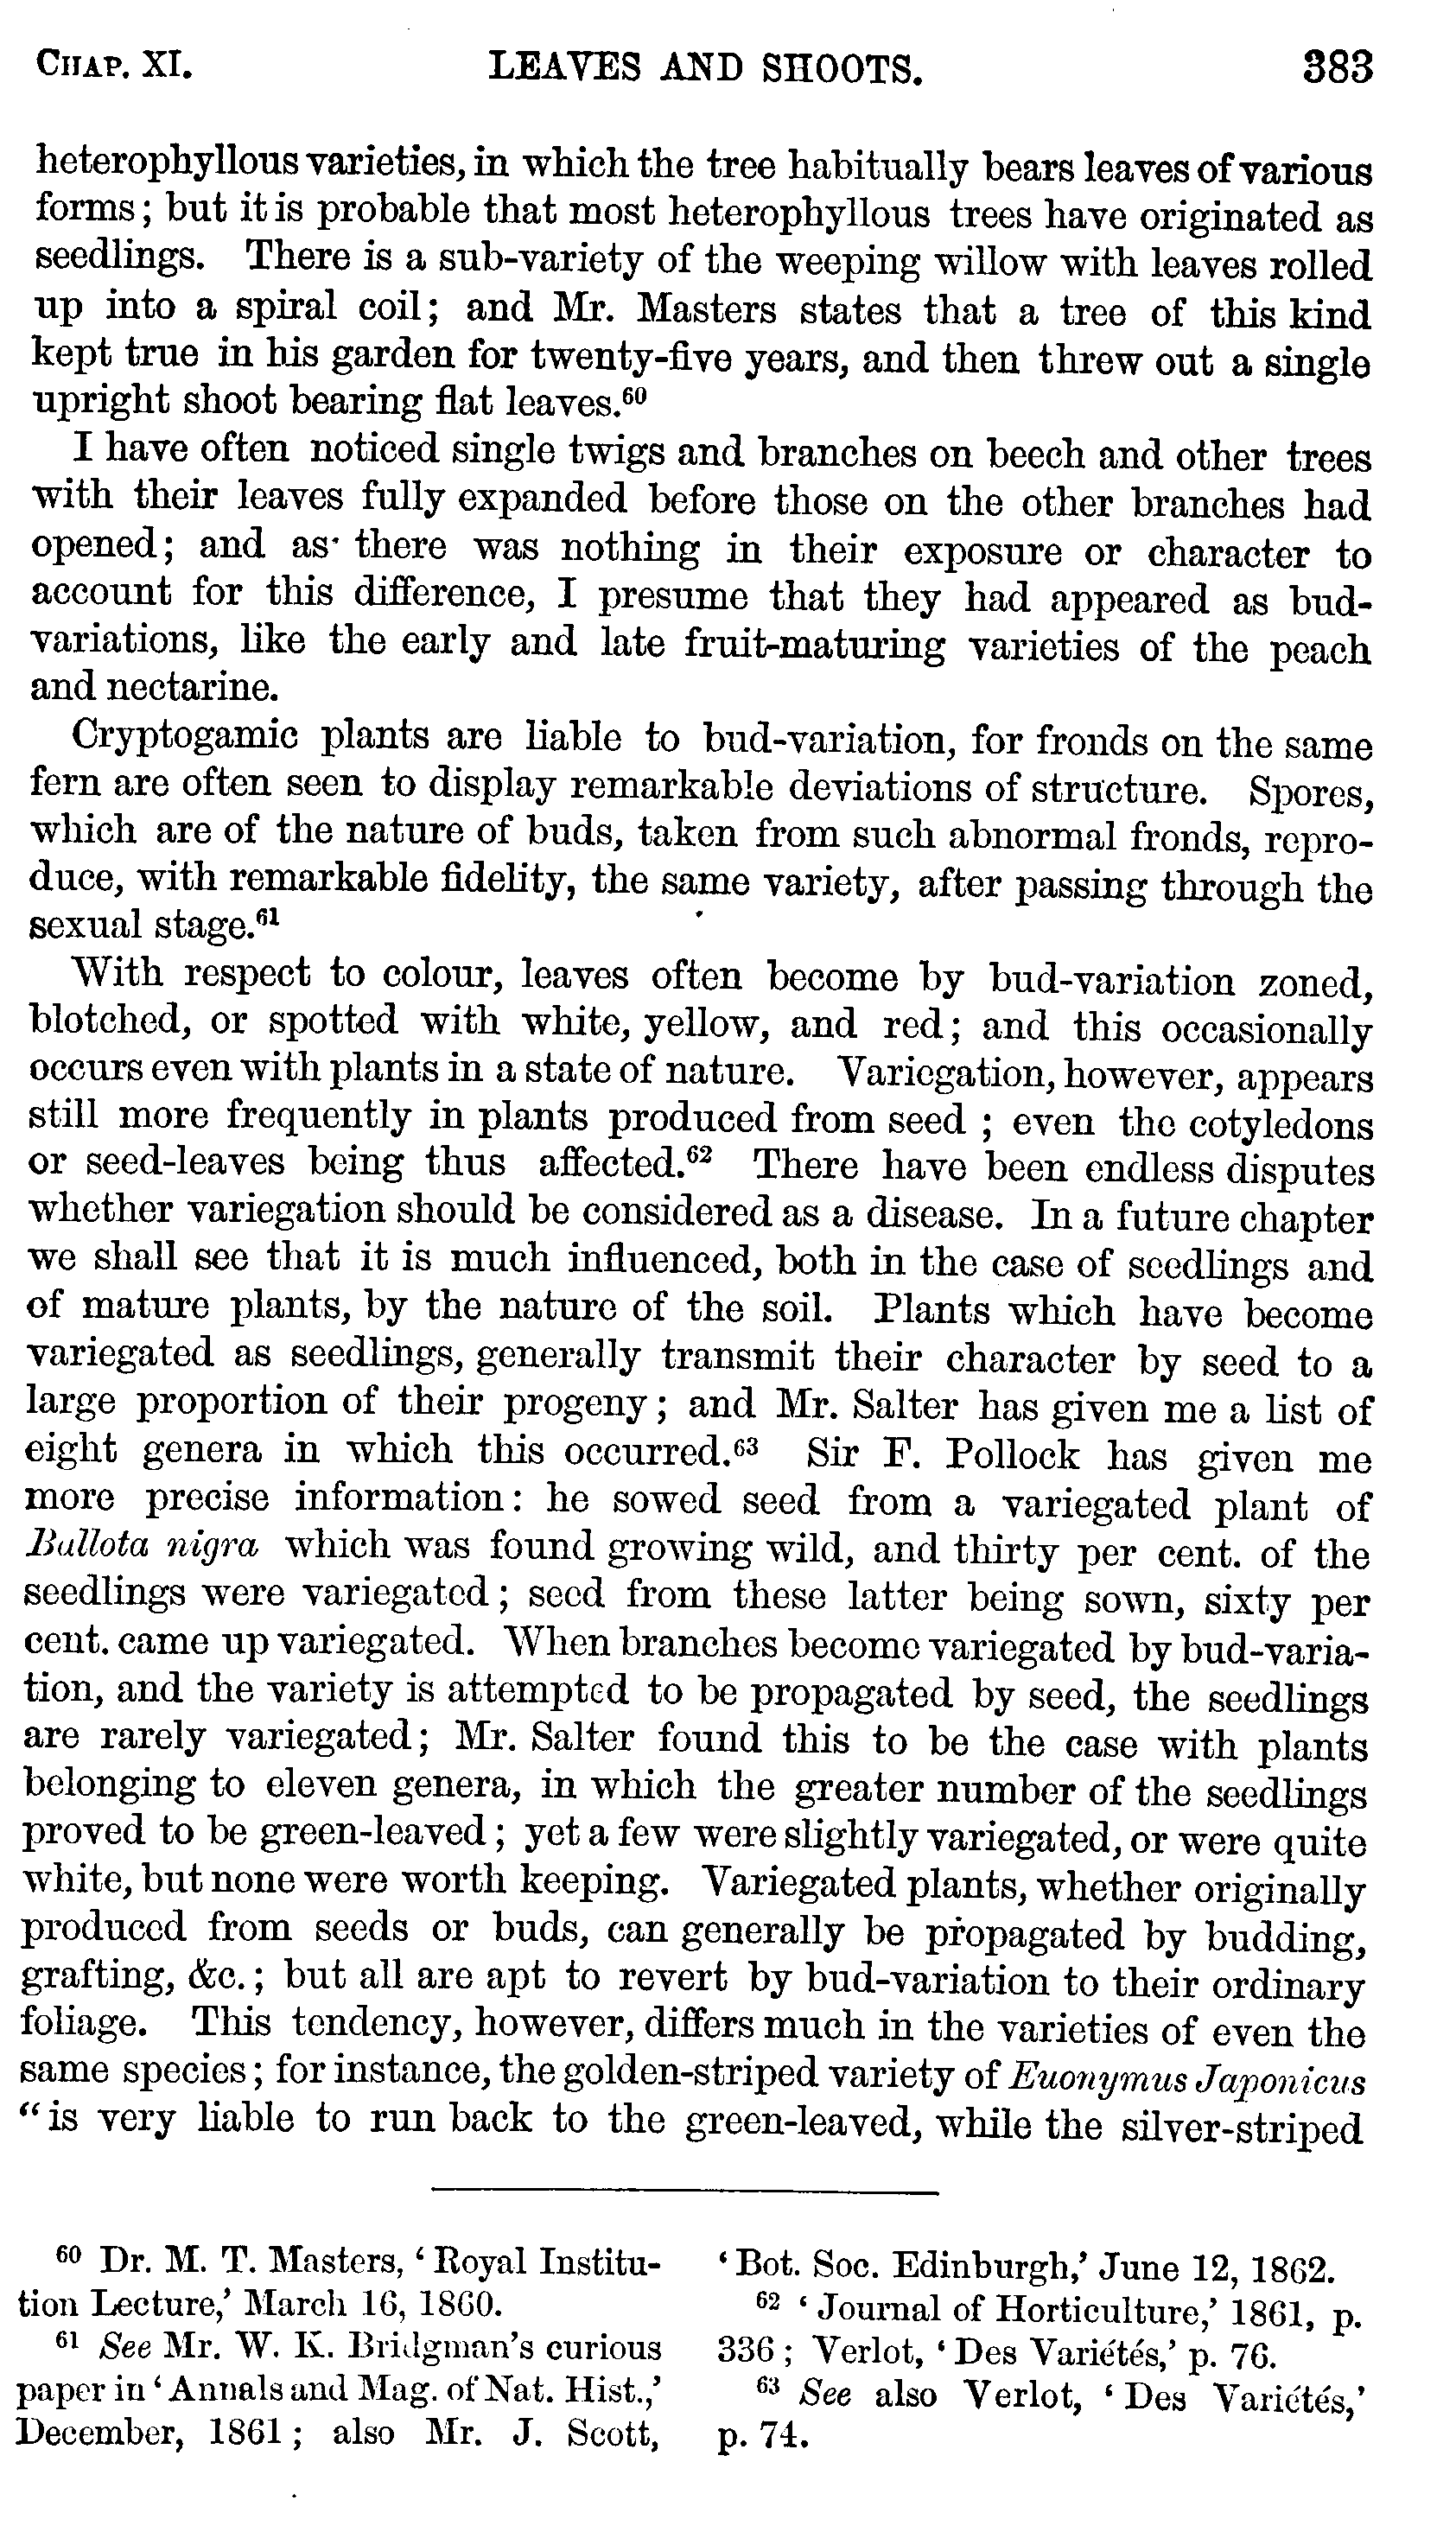 CHAP. XI. LEAVES AND SHOOTS. 383
heterophyllous varieties, in which the tree habitually bears leaves of various
forms; but it is probable that most heterophyllous trees have originated as
seedlings. There is a sub-variety of the weeping willow with leaves rolled
up into a spiral coil; and Mr. Masters states that a tree of this kind
kept true in his garden for twenty-five years, and then threw out a single
upright shoot bearing flat leaves.⁶⁰
I have often noticed single twigs and branches on beech and other trees
with their leaves fully expanded before those on the other branches had
opened; and as there was nothing in their exposure or character to
account for this difference, I presume that they had appeared as bud-
variations, like the early and late fruit-maturing varieties of the peach
and nectarine.
Cryptogamic plants are liable to bud-variation, for fronds on the same
fern are often seen to display remarkable deviations of structure. Spores,
which are of the nature of buds, taken from such abnormal fronds, repro-
duce, with remarkable fidelity, the same variety, after passing through the
sexual stage.⁶¹
With respect to colour, leaves often become by bud-variation zoned,
blotched, or spotted with white, yellow, and red; and this occasionally
occurs even with plants in a state of nature. Variegation, however, appears
still more frequently in plants produced from seed ; even the cotyledons
or seed-leaves being thus affected.⁶² There have been endless disputes
whether variegation should be considered as a disease. In a future chapter
we shall see that it is much influenced, both in the case of seedlings and
of mature plants, by the nature of the soil. Plants which have become
variegated as seedlings, generally transmit their character by seed to a
large proportion of their progeny; and Mr. Salter has given me a list of
eight genera in which this occurred.⁶³ Sir F. Pollock has given me
more precise information: he sowed seed from a variegated plant of
Ballota nigra which was found growing wild, and thirty per cent. of the
seedlings were variegated; seed from these latter being sown, sixty per
cent. came up variegated. When branches become variegated by bud-varia-
tion, and the variety is attempted to be propagated by seed, the seedlings
are rarely variegated; Mr. Salter found this to be the case with plants
belonging to eleven genera, in which the greater number of the seedlings
proved to be green-leaved; yet a few were slightly variegated, or were quite
white, but none were worth keeping. Variegated plants, whether originally
produced from seeds or buds, can generally be propagated by budding,
grafting, &c.; but all are apt to revert by bud-variation to their ordinary
foliage. This tendency, however, differs much in the varieties of even the
same species; for instance, the golden-striped variety of Euonymus Japonicus
“is very liable to run back to the green-leaved, while the silver-striped
⁶⁰ Dr. M. T. Masters, ‘Royal Institu-
tion Lecture,’ March 16, 1860.
⁶¹ See Mr. W. K. Bridgman’s curious
paper in ‘Annals and Mag. of Nat. Hist.,’
December, 1861; also Mr. J. Scott,
‘Bot. Soc. Edinburgh,’ June 12, 1862.
⁶² ‘Journal of Horticulture,’ 1861, p.
336; Verlot, ‘Des Variétés,’ p. 76.
⁶³ See also Verlot, ‘Des Variétés,’
p. 74.